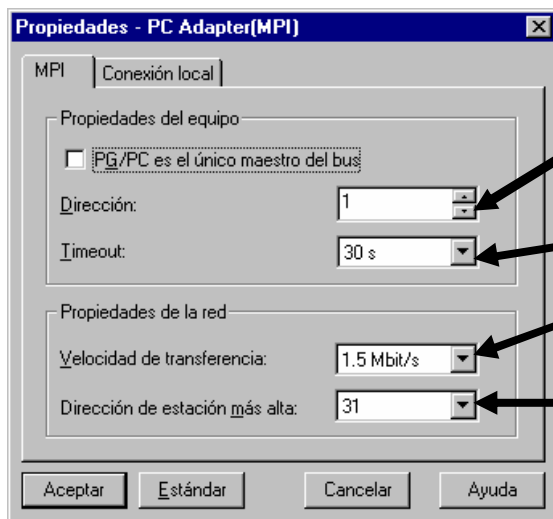 Propiedades - PC Adapter(MPI)
MPI
Conexión local
Propiedades del equipo
PG/PC es el único maestro del bus
Dirección: 1
Timeout: 30 s
Propiedades de la red
Velocidad de transferencia: 1.5 Mbit/s
Dirección de estación más alta: 31
Aceptar Estándar Cancelar Ayuda